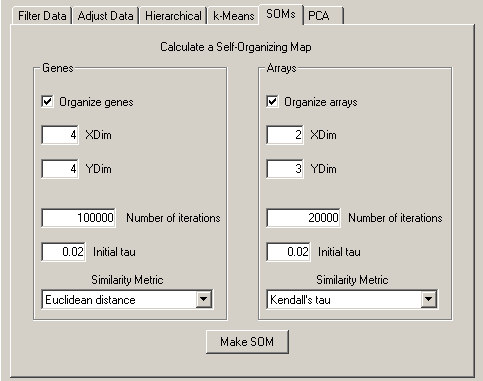 Filter Data Adjust Data Hierarchical k-Means SOMs PCA
Calculate a Self-Organizing Map
Genes Arrays
Organize genes Organize arrays
4 XDim 2 XDim
4 YDim 3 YDim
100000 Number of iterations 20000 Number of iterations
0.02 Initial tau 0.02 Initial tau
Similarity Metric Similarity Metric
Euclidean distance Kendall's tau
Make SOM